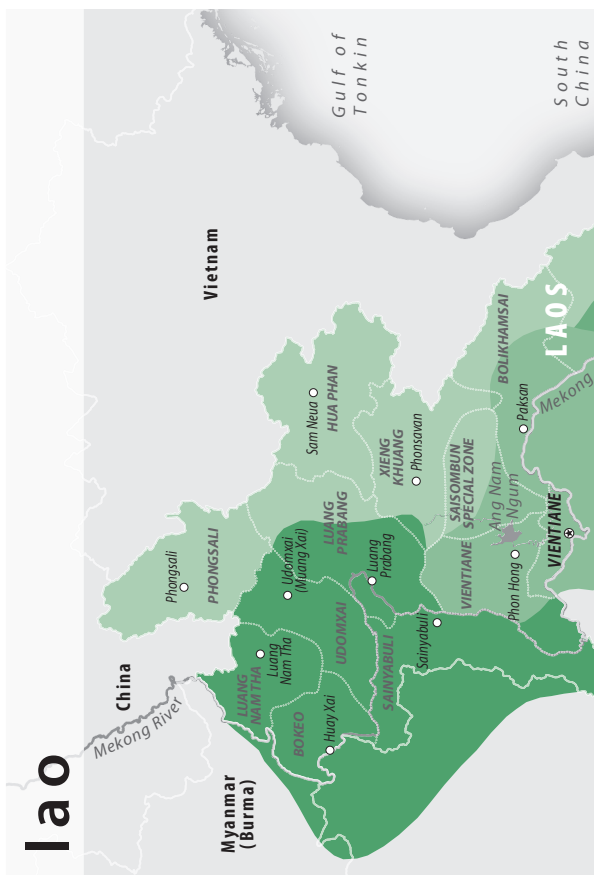 lao
China
Mekong River
Myanmar
(Burma)
Vietnam
Gulf of
Tonkin
South
China
Phongsali
PHONGSALI
LUANG
NAMTHA
Luang
Nam Tha
BOKEO
Huay Xai
UDOMXAI
Udomxai
(Muang Xai)
LUANG
PRABANG
Luang
Prabang
Sam Neua
HUA PHAN
XIENG
KHUANG
Phonsavan
SAINYABULI
Sainyabuli
VIENTIANE
Phon Hong
Ang Nam
Ngum
SAISOMBUN
SPECIAL ZONE
BOLIKHAMSAI
Paksan
LAOS
Mekong
VIENTIANE